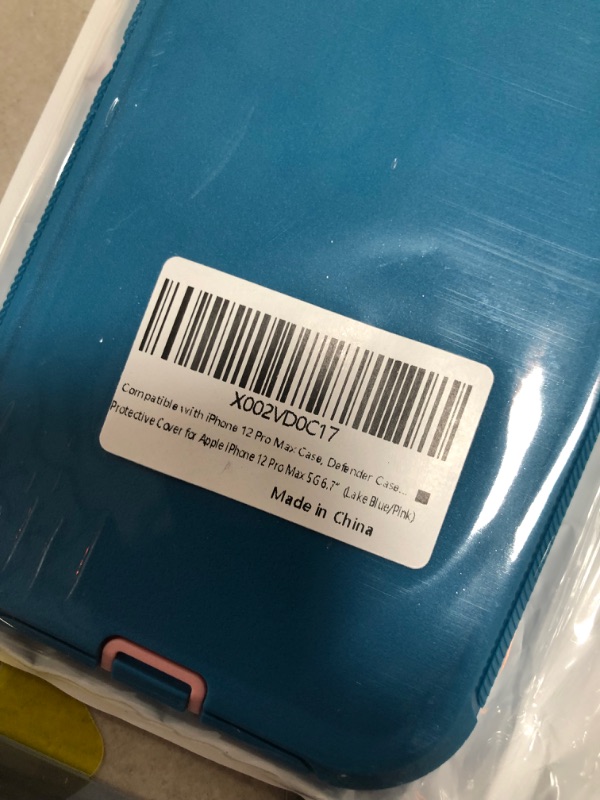 X002VD0C17
Compatible with iPhone 12 Pro Max Case, Defender Case...
Protective Cover for Apple iPhone 12 Pro Max 5G 6.7" (Lake Blue/Pink)
Made in China